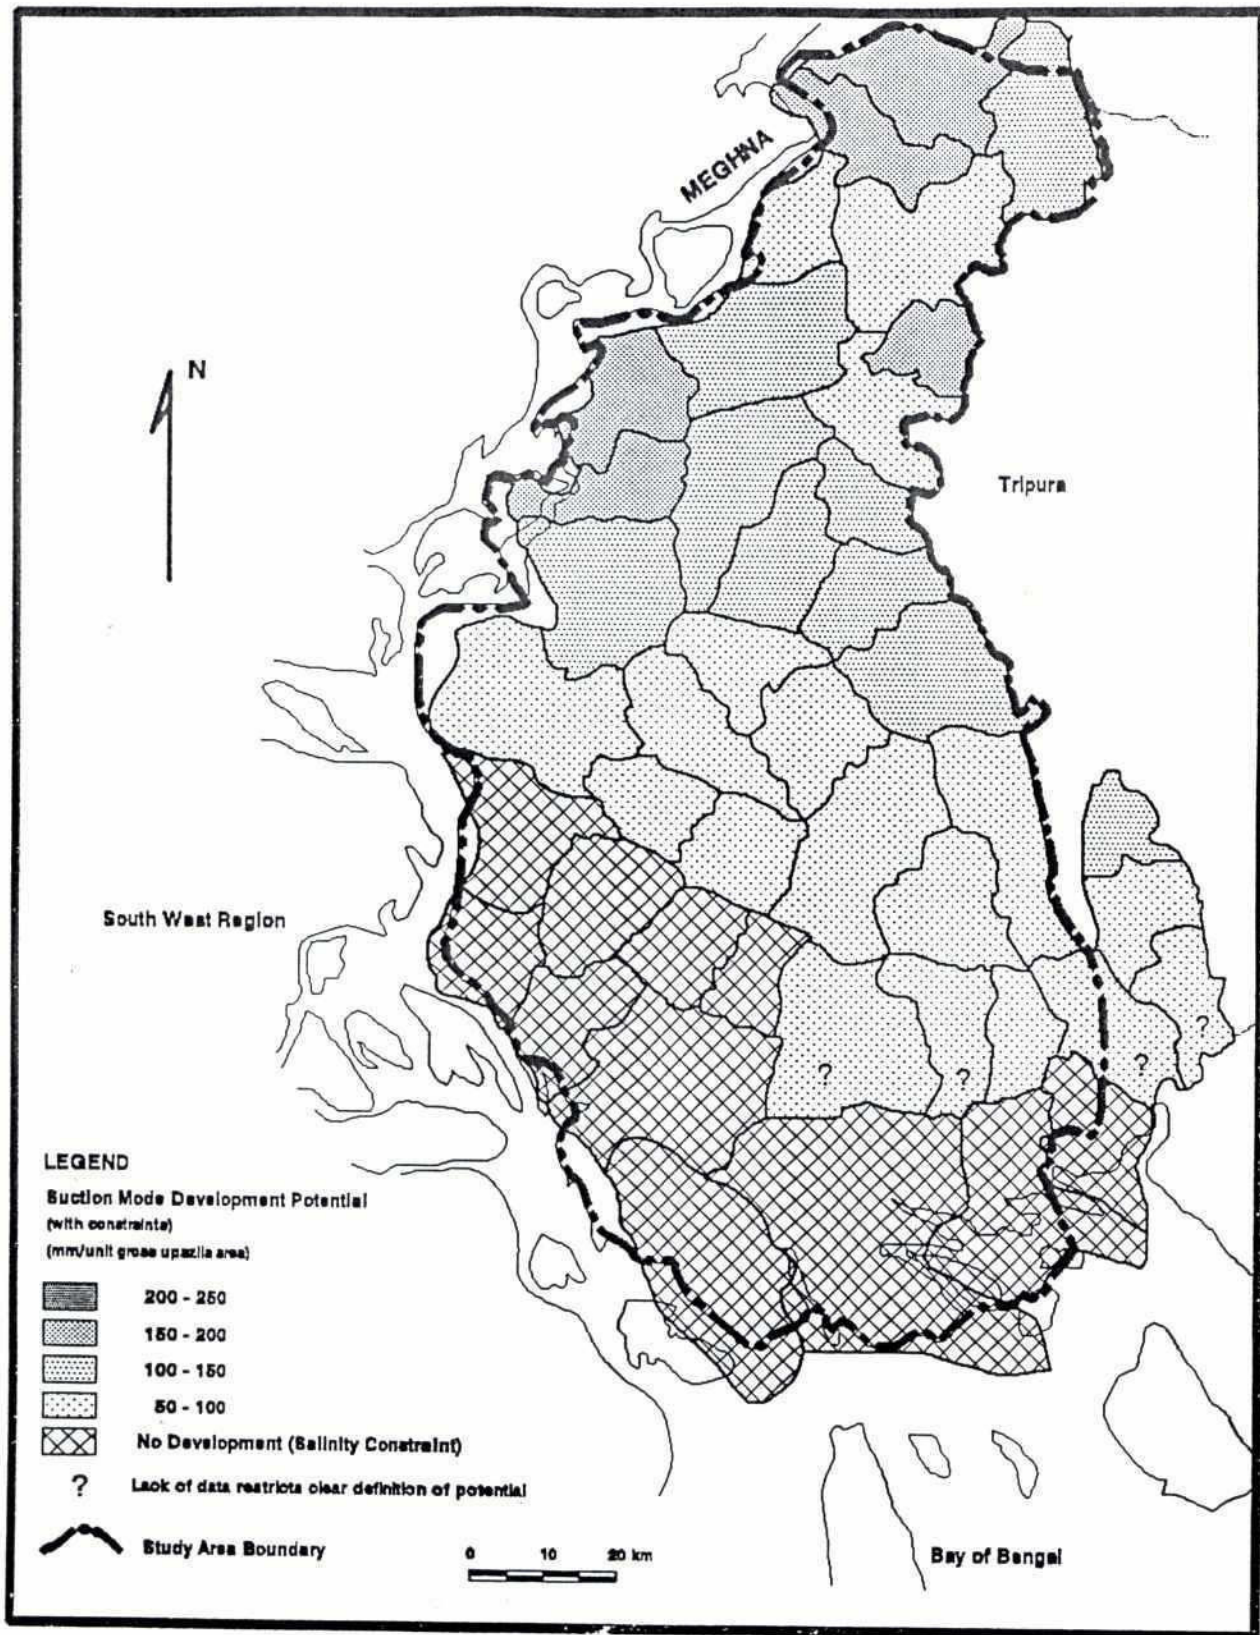 MEGHNA
N
Tripura
South West Region
?
?
?
?
LEGEND
Suction Mode Development Potential
(with constraints)
(mm/unit gross upazila area)
200 - 250
150 - 200
100 - 150
50 - 100
No Development (Salinity Constraint)
? Lack of data restricts clear definition of potential
Study Area Boundary
0 10 20 km
Bay of Bengal